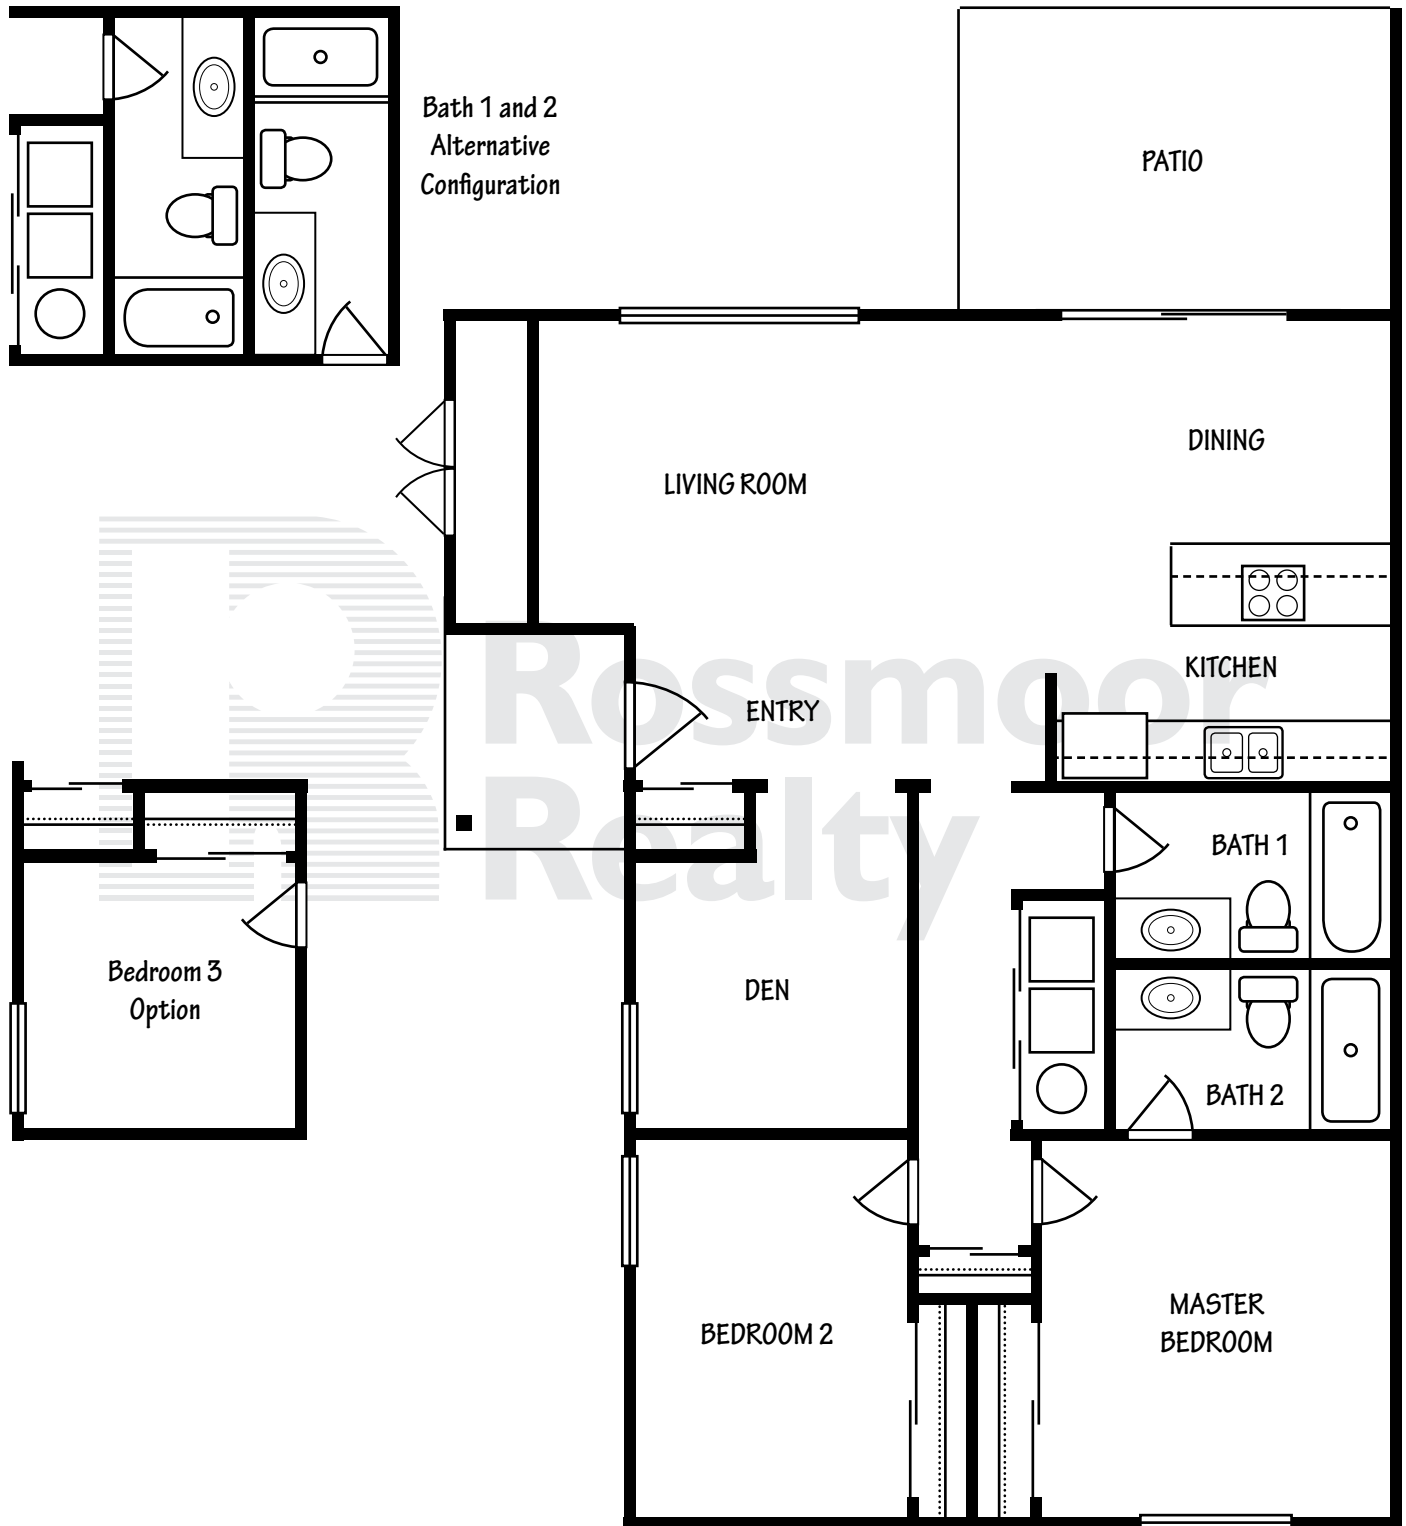 Bath 1 and 2
Alternative
Configuration
PATIO
DINING
LIVING ROOM
KITCHEN
ENTRY
Rossmoor
Realty
BATH 1
Bedroom 3
Option
DEN
BATH 2
MASTER
BEDROOM
BEDROOM 2